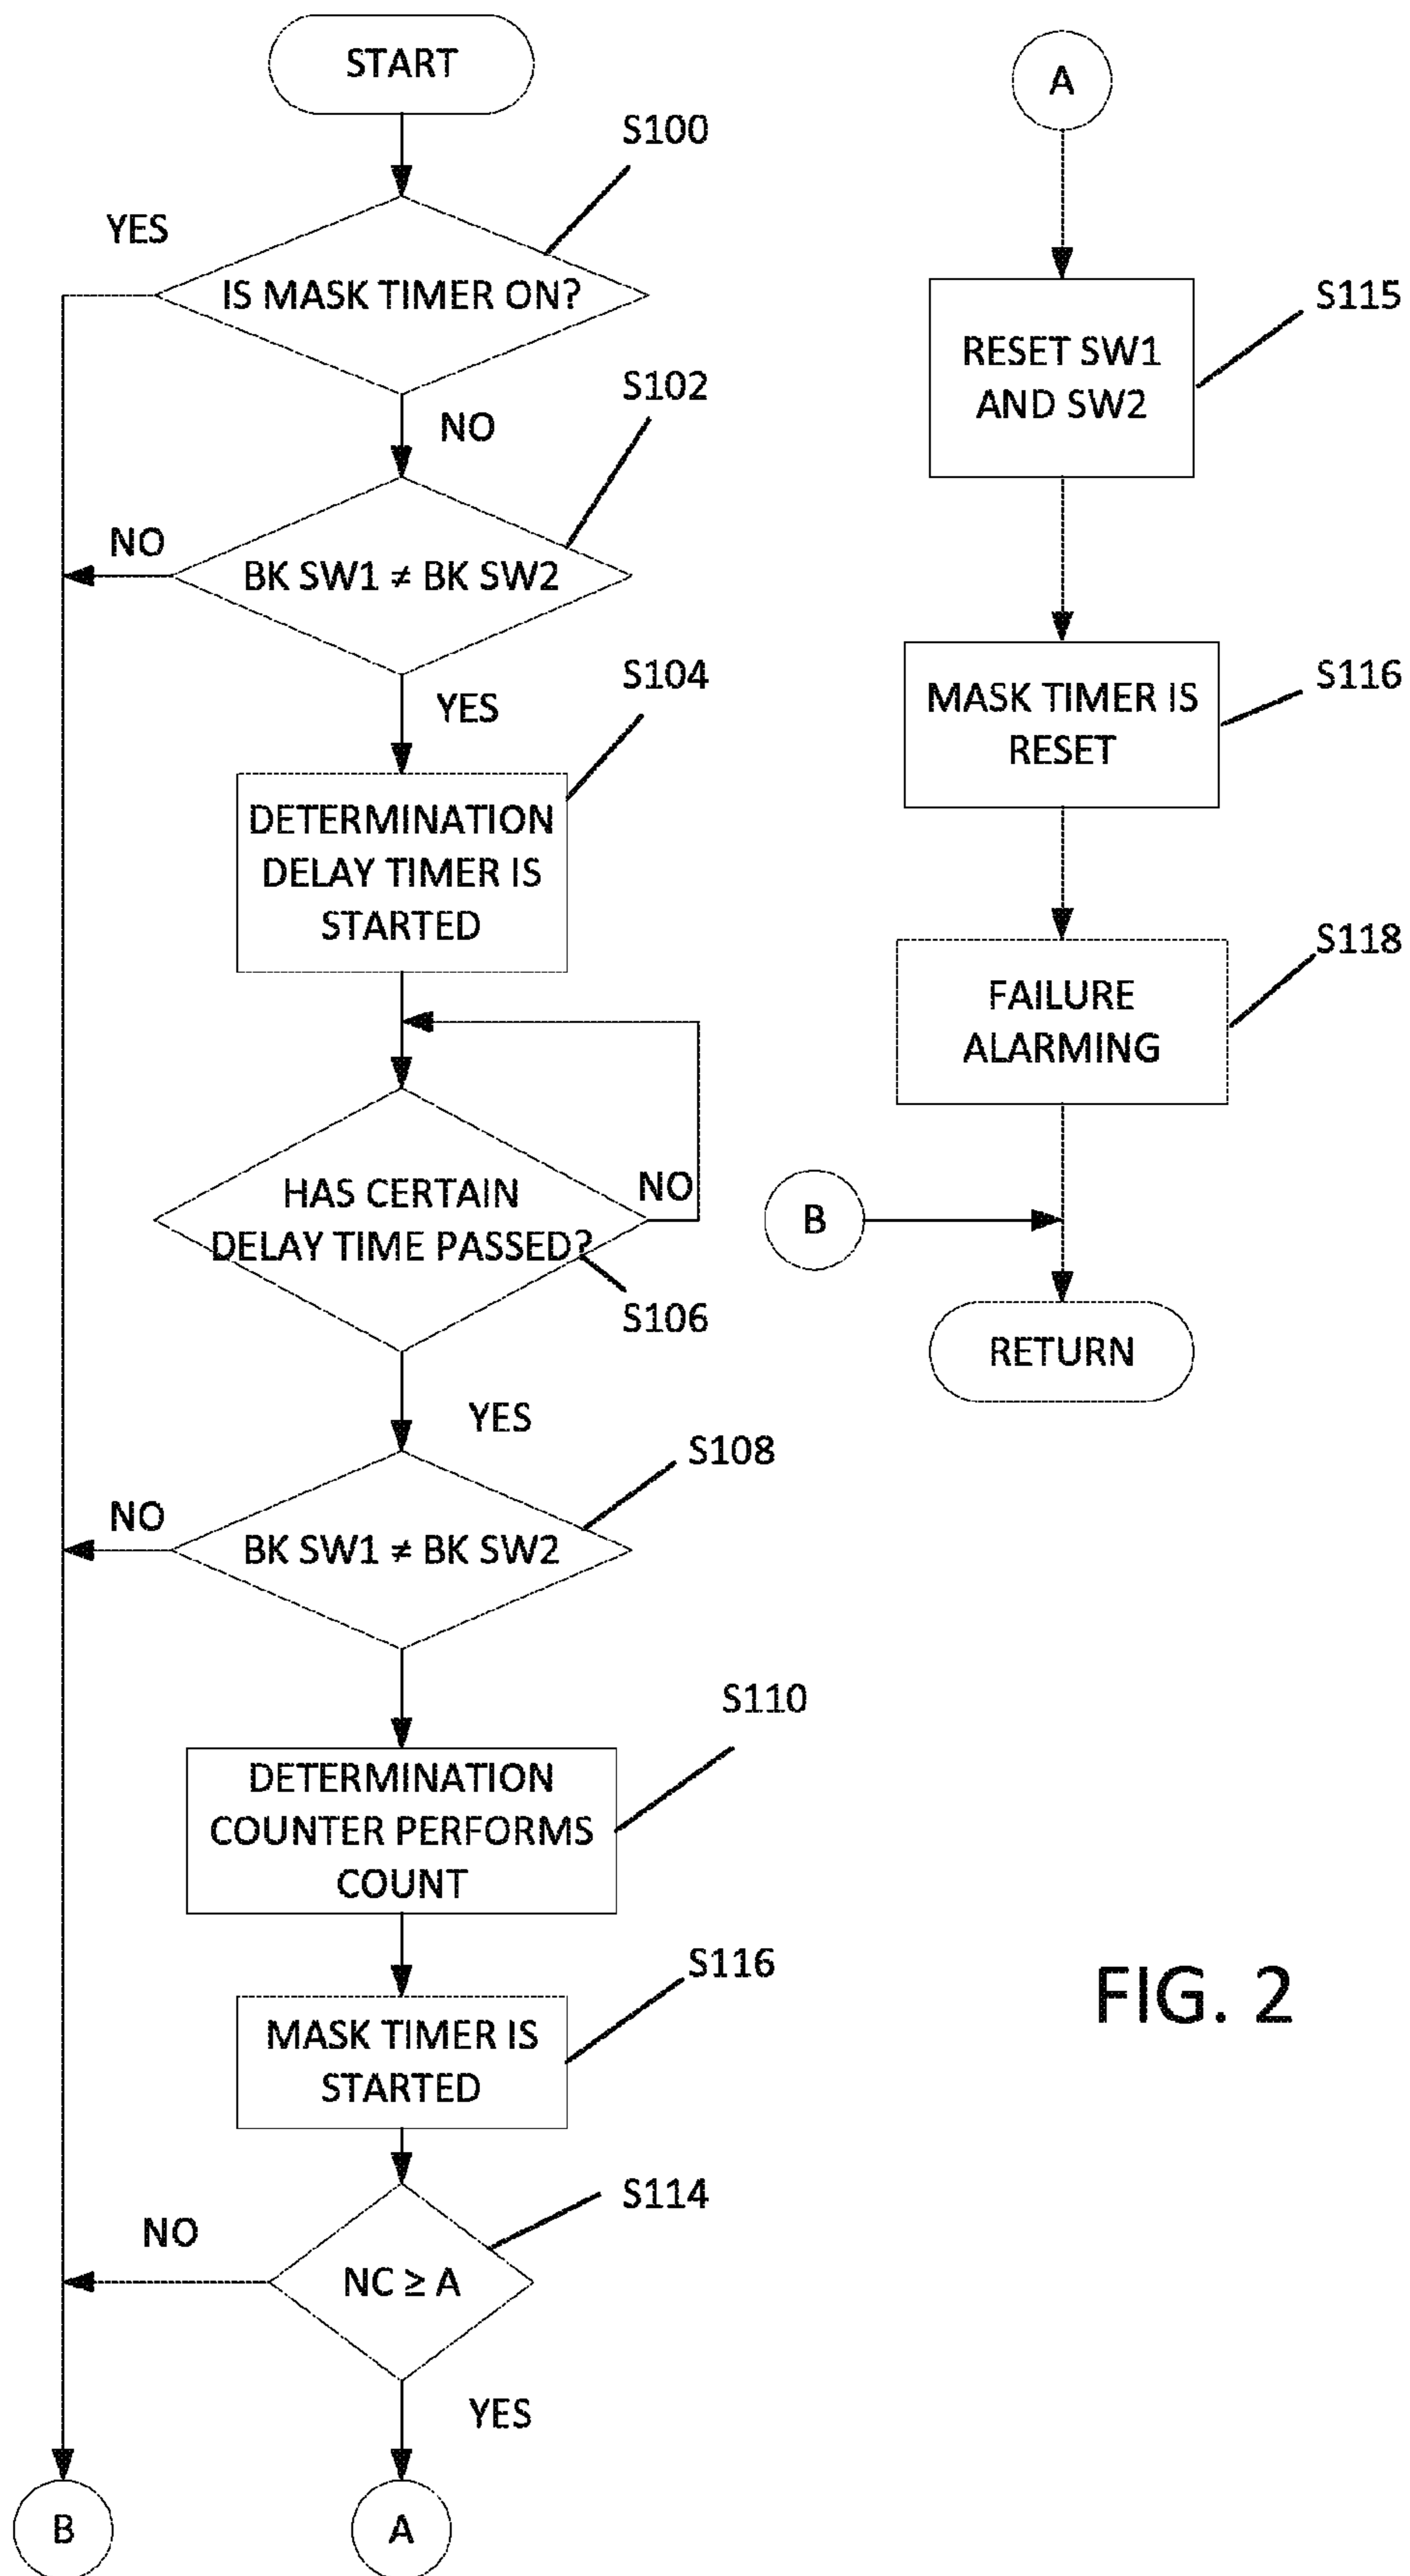 START
S100
YES
IS MASK TIMER ON?
S102
NO
NO
BK SW1 ≠ BK SW2
S104
YES
DETERMINATION
DELAY TIMER IS
STARTED
HAS CERTAIN
DELAY TIME PASSED?
NO
S106
YES
S108
NO
BK SW1 ≠ BK SW2
S110
DETERMINATION
COUNTER PERFORMS
COUNT
S116
MASK TIMER IS
STARTED
S114
NO
NC ≥ A
YES
B
A
A
S115
RESET SW1
AND SW2
S116
MASK TIMER IS
RESET
S118
FAILURE
ALARMING
B
RETURN
FIG. 2